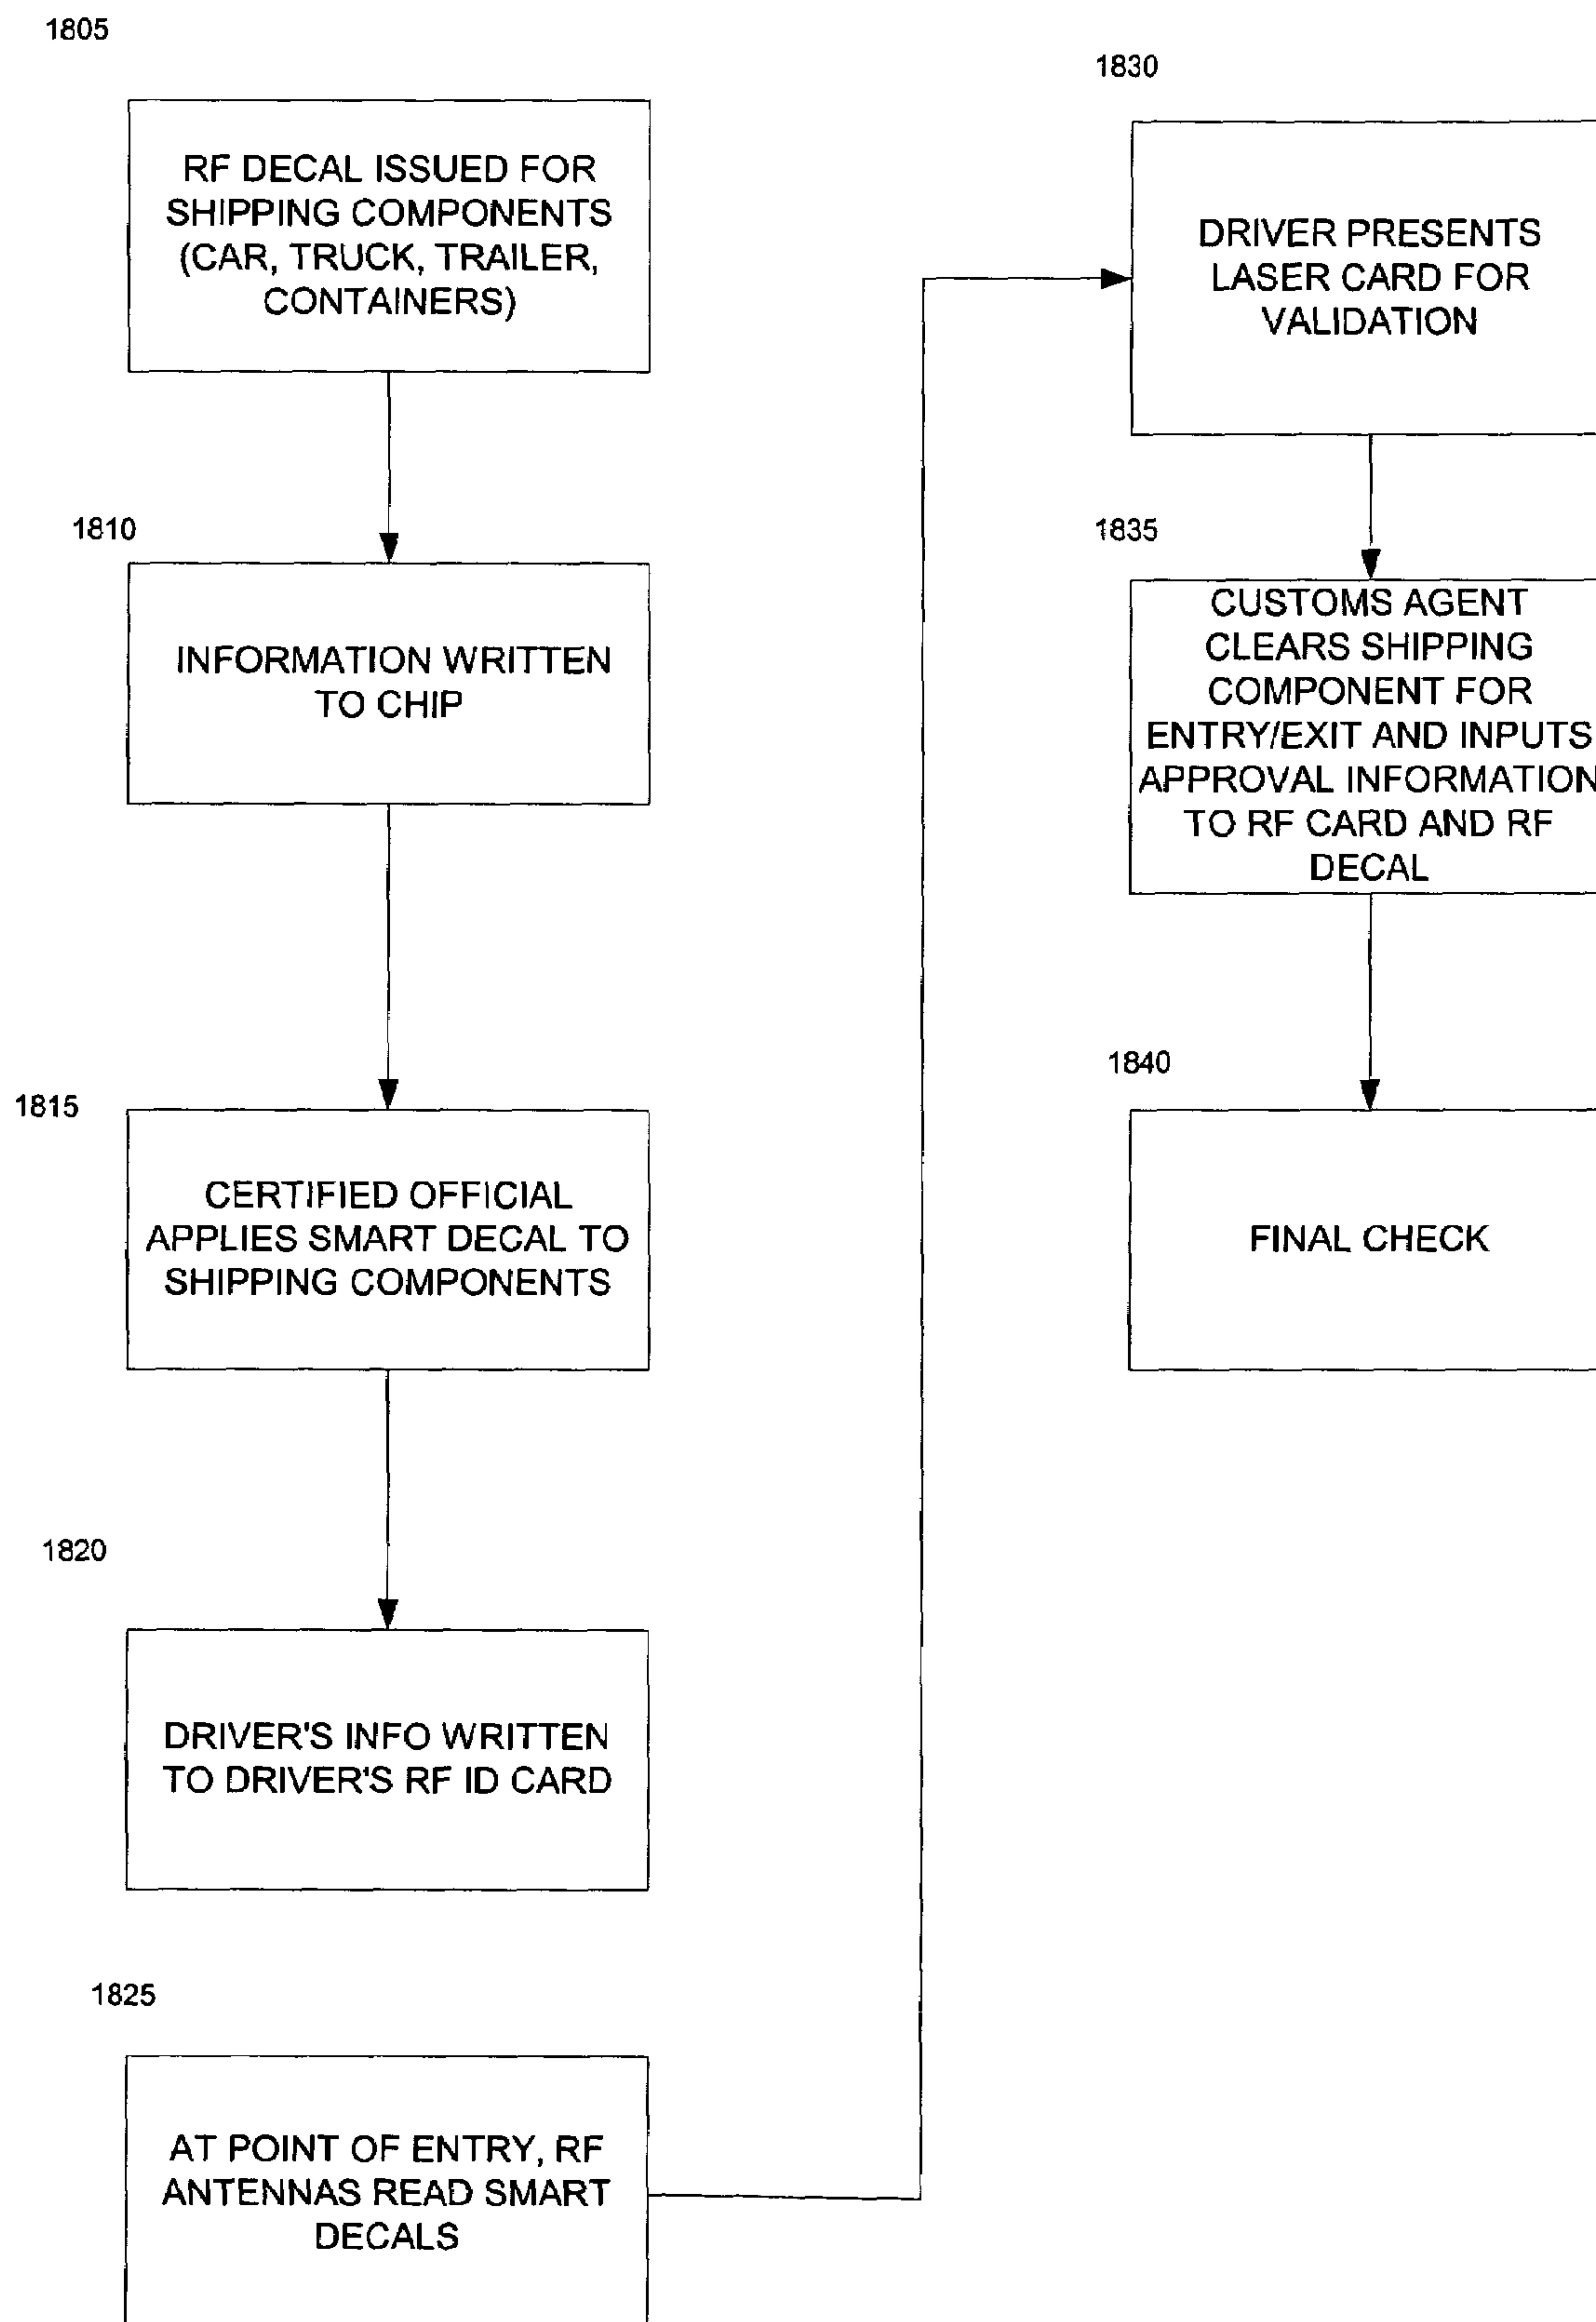 1805
RF DECAL ISSUED FOR
SHIPPING COMPONENTS
(CAR, TRUCK, TRAILER,
CONTAINERS)
1810
INFORMATION WRITTEN
TO CHIP
1815
CERTIFIED OFFICIAL
APPLIES SMART DECAL TO
SHIPPING COMPONENTS
1820
DRIVER'S INFO WRITTEN
TO DRIVER'S RF ID CARD
1825
AT POINT OF ENTRY, RF
ANTENNAS READ SMART
DECALS
1830
DRIVER PRESENTS
LASER CARD FOR
VALIDATION
1835
CUSTOMS AGENT
CLEARS SHIPPING
COMPONENT FOR
ENTRY/EXIT AND INPUTS
APPROVAL INFORMATION
TO RF CARD AND RF
DECAL
1840
FINAL CHECK